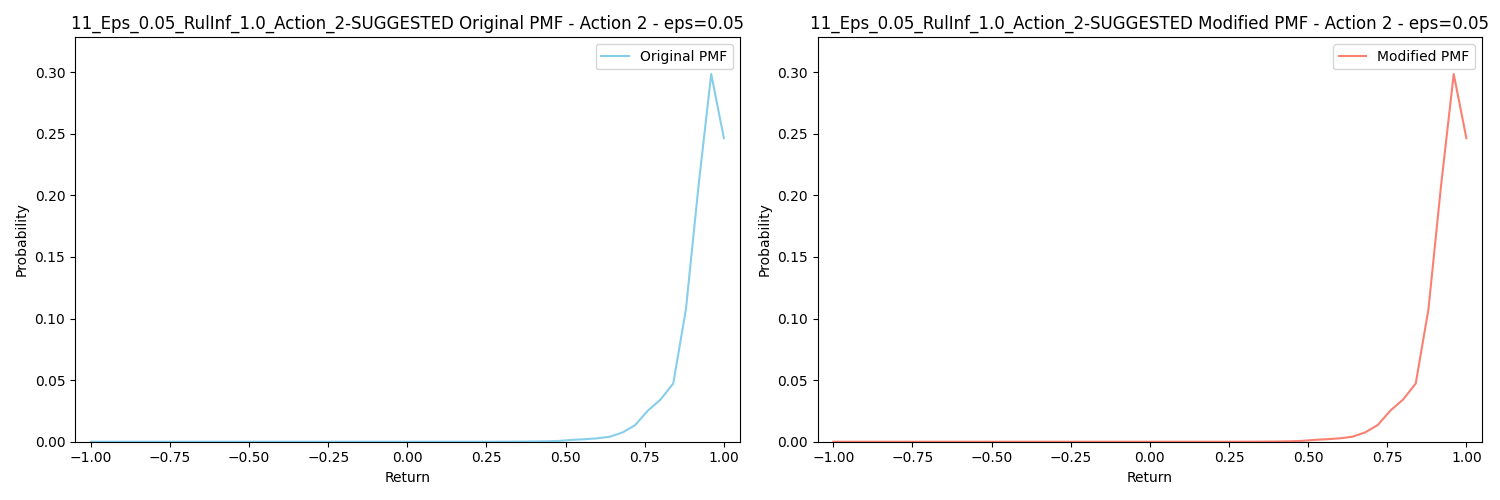 11_Eps_0.05_RulInf_1.0_Action_2-SUGGESTED Original PMF - Action 2 - eps=0.05
Original PMF
0.30
0.25
0.20
0.15
0.10
0.05
0.00
Probability
−1.00 −0.75 −0.50 −0.25 0.00 0.25 0.50 0.75 1.00
Return
11_Eps_0.05_RulInf_1.0_Action_2-SUGGESTED Modified PMF - Action 2 - eps=0.05
Modified PMF
0.30
0.25
0.20
0.15
0.10
0.05
0.00
Probability
−1.00 −0.75 −0.50 −0.25 0.00 0.25 0.50 0.75 1.00
Return